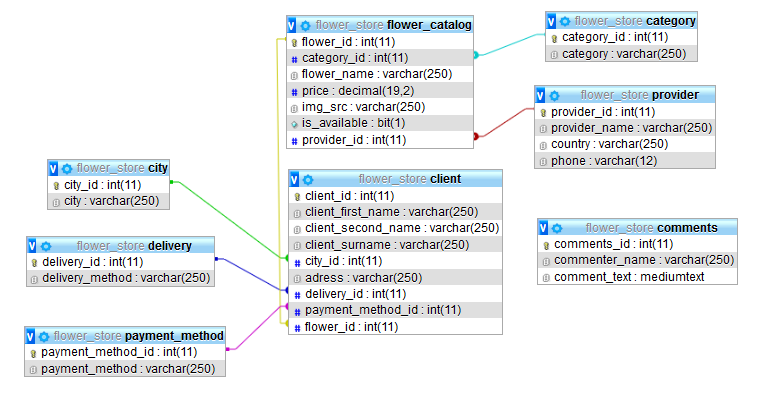 flower_store flower_catalog
flower_id : int(11)
category_id : int(11)
flower_name : varchar(250)
price : decimal(19,2)
img_src : varchar(250)
is_available : bit(1)
provider_id : int(11)
flower_store category
category_id : int(11)
category : varchar(250)
flower_store provider
provider_id : int(11)
provider_name : varchar(250)
country : varchar(250)
phone : varchar(12)
flower_store city
city_id : int(11)
city : varchar(250)
flower_store client
client_id : int(11)
client_first_name : varchar(250)
client_second_name : varchar(250)
client_surname : varchar(250)
city_id : int(11)
adress : varchar(250)
delivery_id : int(11)
payment_method_id : int(11)
flower_id : int(11)
flower_store delivery
delivery_id : int(11)
delivery_method : varchar(250)
flower_store comments
comments_id : int(11)
commenter_name : varchar(250)
comment_text : mediumtext
flower_store payment_method
payment_method_id : int(11)
payment_method : varchar(250)